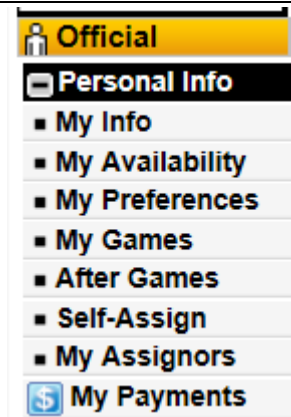 Official
Personal Info
My Info
My Availability
My Preferences
My Games
After Games
Self-Assign
My Assignors
My Payments